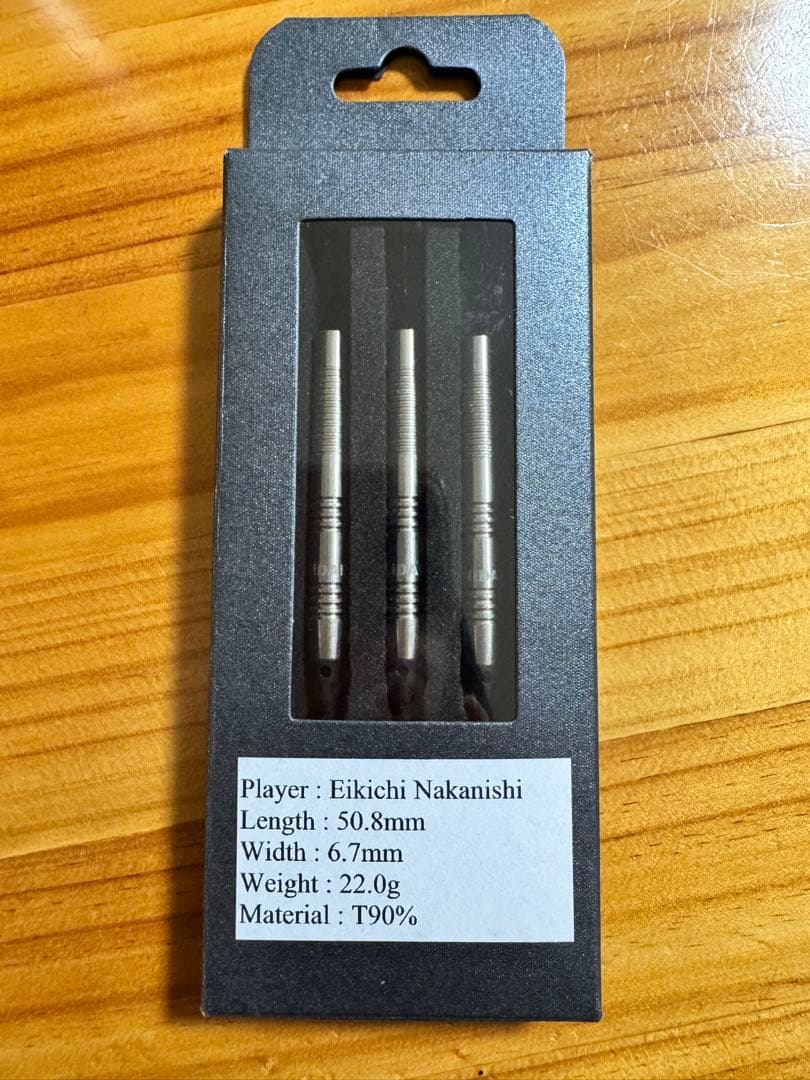 Player : Eikichi Nakanishi
Length : 50.8mm
Width : 6.7mm
Weight : 22.0g
Material : T90%